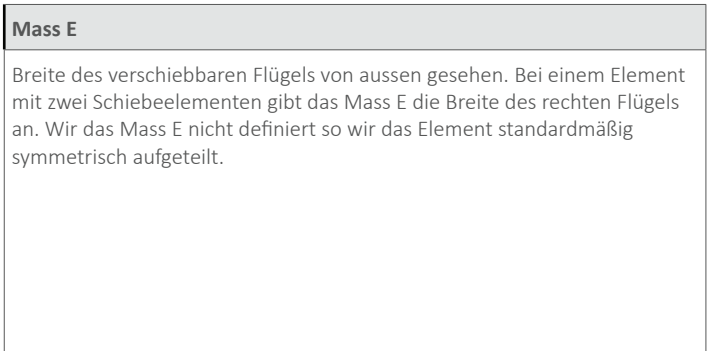 Mass E
Breite des verschiebbaren Flügels von aussen gesehen. Bei einem Element
mit zwei Schiebeelementen gibt das Mass E die Breite des rechten Flügels
an. Wir das Mass E nicht definiert so wir das Element standardmäßig
symmetrisch aufgeteilt.